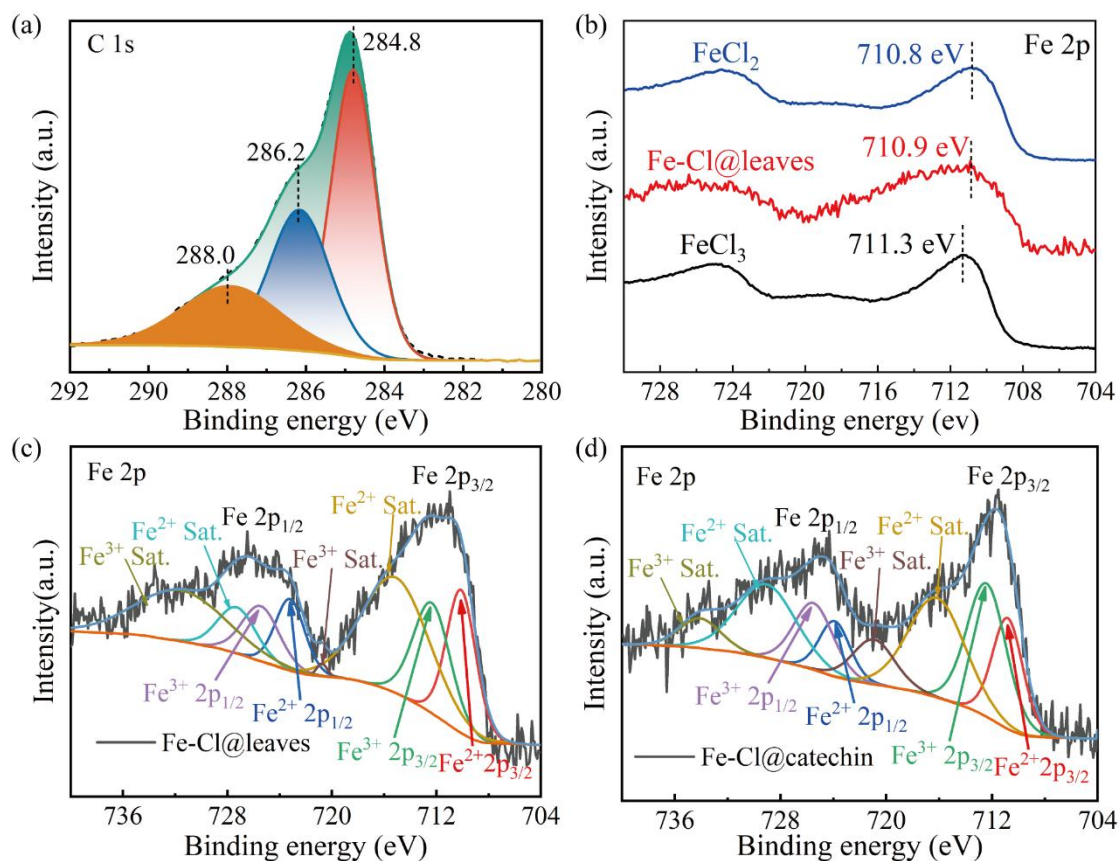 (a)
C 1s
284.8
286.2
288.0
Intensity (a.u.)
292 290 288 286 284 282 280
Binding energy (eV)
(b)
Fe 2p
FeCl₂
710.8 eV
Fe-Cl@leaves
710.9 eV
FeCl₃
711.3 eV
Intensity (a.u.)
728 724 720 716 712 708 704
Binding energy (ev)
(c)
Fe 2p
Fe 2p₃/₂
Fe²⁺ Sat.
Fe²⁺ Sat.
Fe 2p₁/₂
Fe³⁺ Sat.
Fe³⁺ Sat.
Fe³⁺ 2p₁/₂
Fe²⁺ 2p₁/₂
Fe³⁺ 2p₃/₂
Fe²⁺2p₃/₂
Fe-Cl@leaves
Intensity(a.u.)
736 728 720 712 704
Binding energy (eV)
(d)
Fe 2p
Fe 2p₃/₂
Fe²⁺ Sat.
Fe 2p₁/₂
Fe²⁺ Sat.
Fe³⁺ Sat.
Fe³⁺ Sat.
Fe³⁺ 2p₁/₂
Fe²⁺ 2p₁/₂
Fe³⁺ 2p₃/₂
Fe²⁺2p₃/₂
Fe-Cl@catechin
Intensity (a.u.)
736 728 720 712 704
Binding energy (eV)